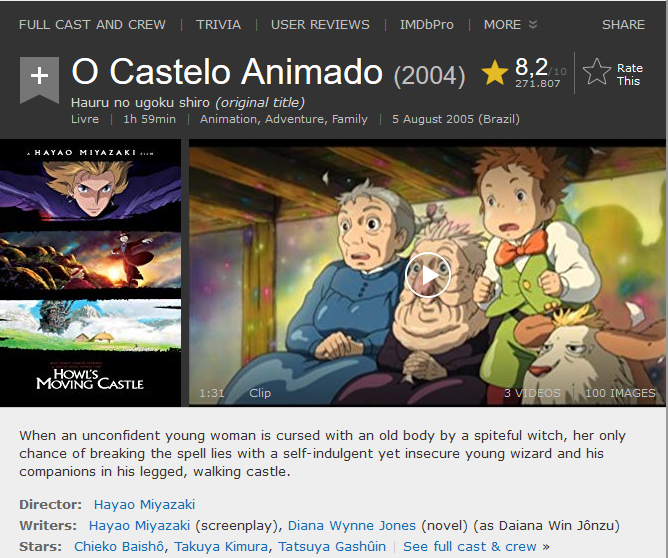 FULL CAST AND CREW | TRIVIA | USER REVIEWS | IMDbPro | MORE SHARE
+ O Castelo Animado (2004) 8,2/10 Rate
271.807 This
Hauru no ugoku shiro (original title)
Livre | 1h 59min | Animation, Adventure, Family | 5 August 2005 (Brazil)
A HAYAO MIYAZAKI FILM
HOWL'S
MOVING CASTLE
1:31 Clip 3 VIDEOS 100 IMAGES
When an unconfident young woman is cursed with an old body by a spiteful witch, her only
chance of breaking the spell lies with a self-indulgent yet insecure young wizard and his
companions in his legged, walking castle.
Director: Hayao Miyazaki
Writers: Hayao Miyazaki (screenplay), Diana Wynne Jones (novel) (as Daiana Win Jônzu)
Stars: Chieko Baishô, Takuya Kimura, Tatsuya Gashûin | See full cast & crew »